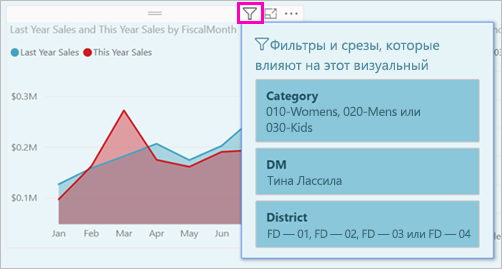 Last Year Sales and This Year Sales by FiscalMonth
Last Year Sales This Year Sales
$0.3M
$0.2M
$0.1M
Jan Feb Mar Apr May Jun
Фильтры и срезы, которые
влияют на этот визуальный
Category
010-Womens, 020-Mens или
030-Kids
DM
Тина Лассила
District
FD — 01, FD — 02, FD — 03 или FD — 04